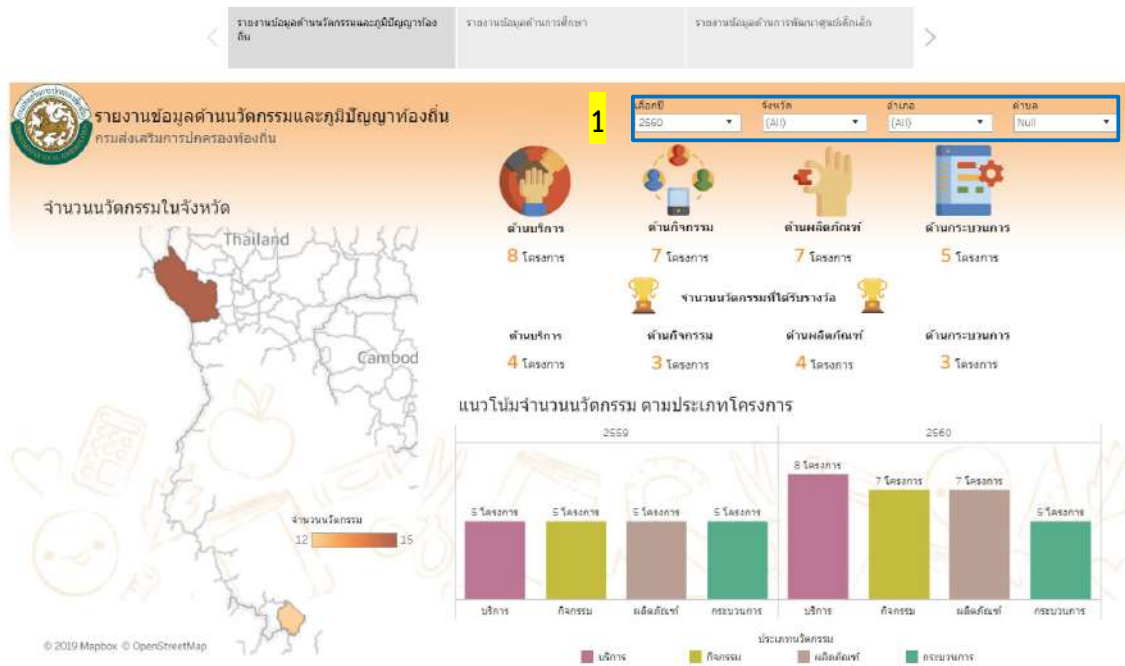 รายงานข้อมูลด้านนวัตกรรมและภูมิปัญญาท้อง
ถิ่น
รายงานข้อมูลด้านการศึกษา
รายงานข้อมูลด้านการพัฒนาศูนย์เด็กเล็ก
รายงานข้อมูลด้านนวัตกรรมและภูมิปัญญาท้องถิ่น
กรมส่งเสริมการปกครองท้องถิ่น
1
เลือกปี จังหวัด อำเภอ ตำบล
2560 (All) (All) Null
จำนวนนวัตกรรมในจังหวัด
Thailand
Cambod
จำนวนนวัตกรรม
12 15
© 2019 Mapbox © OpenStreetMap
ด้านบริการ ด้านกิจกรรม ด้านผลิตภัณฑ์ ด้านกระบวนการ
8 โครงการ 7 โครงการ 7 โครงการ 5 โครงการ
จำนวนนวัตกรรมที่ได้รับรางวัล
ด้านบริการ ด้านกิจกรรม ด้านผลิตภัณฑ์ ด้านกระบวนการ
4 โครงการ 3 โครงการ 4 โครงการ 3 โครงการ
แนวโน้มจำนวนนวัตกรรม ตามประเภทโครงการ
2559 2560
5 โครงการ 5 โครงการ 5 โครงการ 5 โครงการ 8 โครงการ 7 โครงการ 7 โครงการ 5 โครงการ
บริการ กิจกรรม ผลิตภัณฑ์ กระบวนการ บริการ กิจกรรม ผลิตภัณฑ์ กระบวนการ
ประเภทนวัตกรรม
บริการ กิจกรรม ผลิตภัณฑ์ กระบวนการ